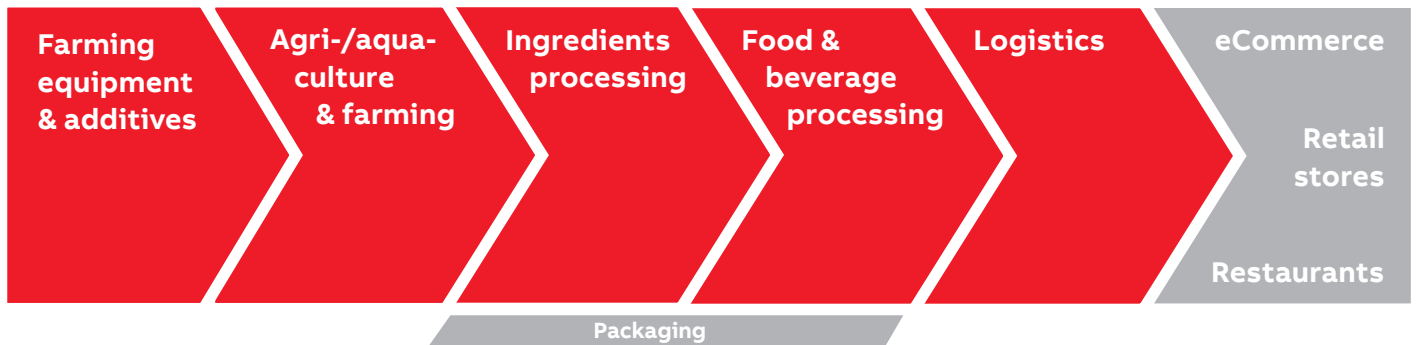 Farming
equipment
& additives
Agri-/aqua-
culture
& farming
Ingredients
processing
Food &
beverage
processing
Logistics
eCommerce
Retail
stores
Restaurants
Packaging